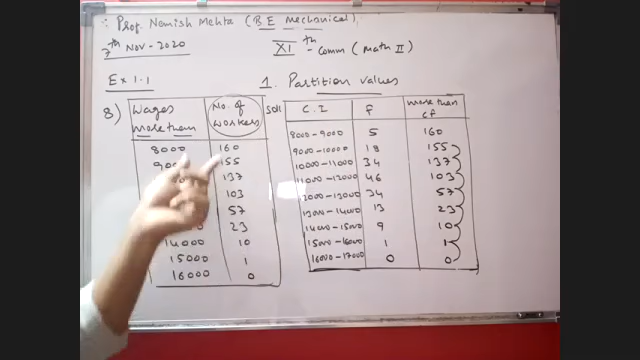 ∴ Prof. Namish Mehta (B.E Mechanical)
7th Nov - 2020
XIth - Comm (Math II)
Ex 1.1
1. Partition values
8)
Wages more than | No. of workers
8000 | 160
900 | 155
137
103
57
23
14000 | 10
15000 | 1
16000 | 0
Soln
C.I | F | more than cf
8000 - 9000 | 5 | 160
9000 - 10000 | 18 | 155
10000 - 11000 | 34 | 137
11000 - 12000 | 46 | 103
12000 - 13000 | 34 | 57
13000 - 14000 | 13 | 23
14000 - 15000 | 9 | 10
15000 - 16000 | 1 | 1
16000 - 17000 | 0 | 0